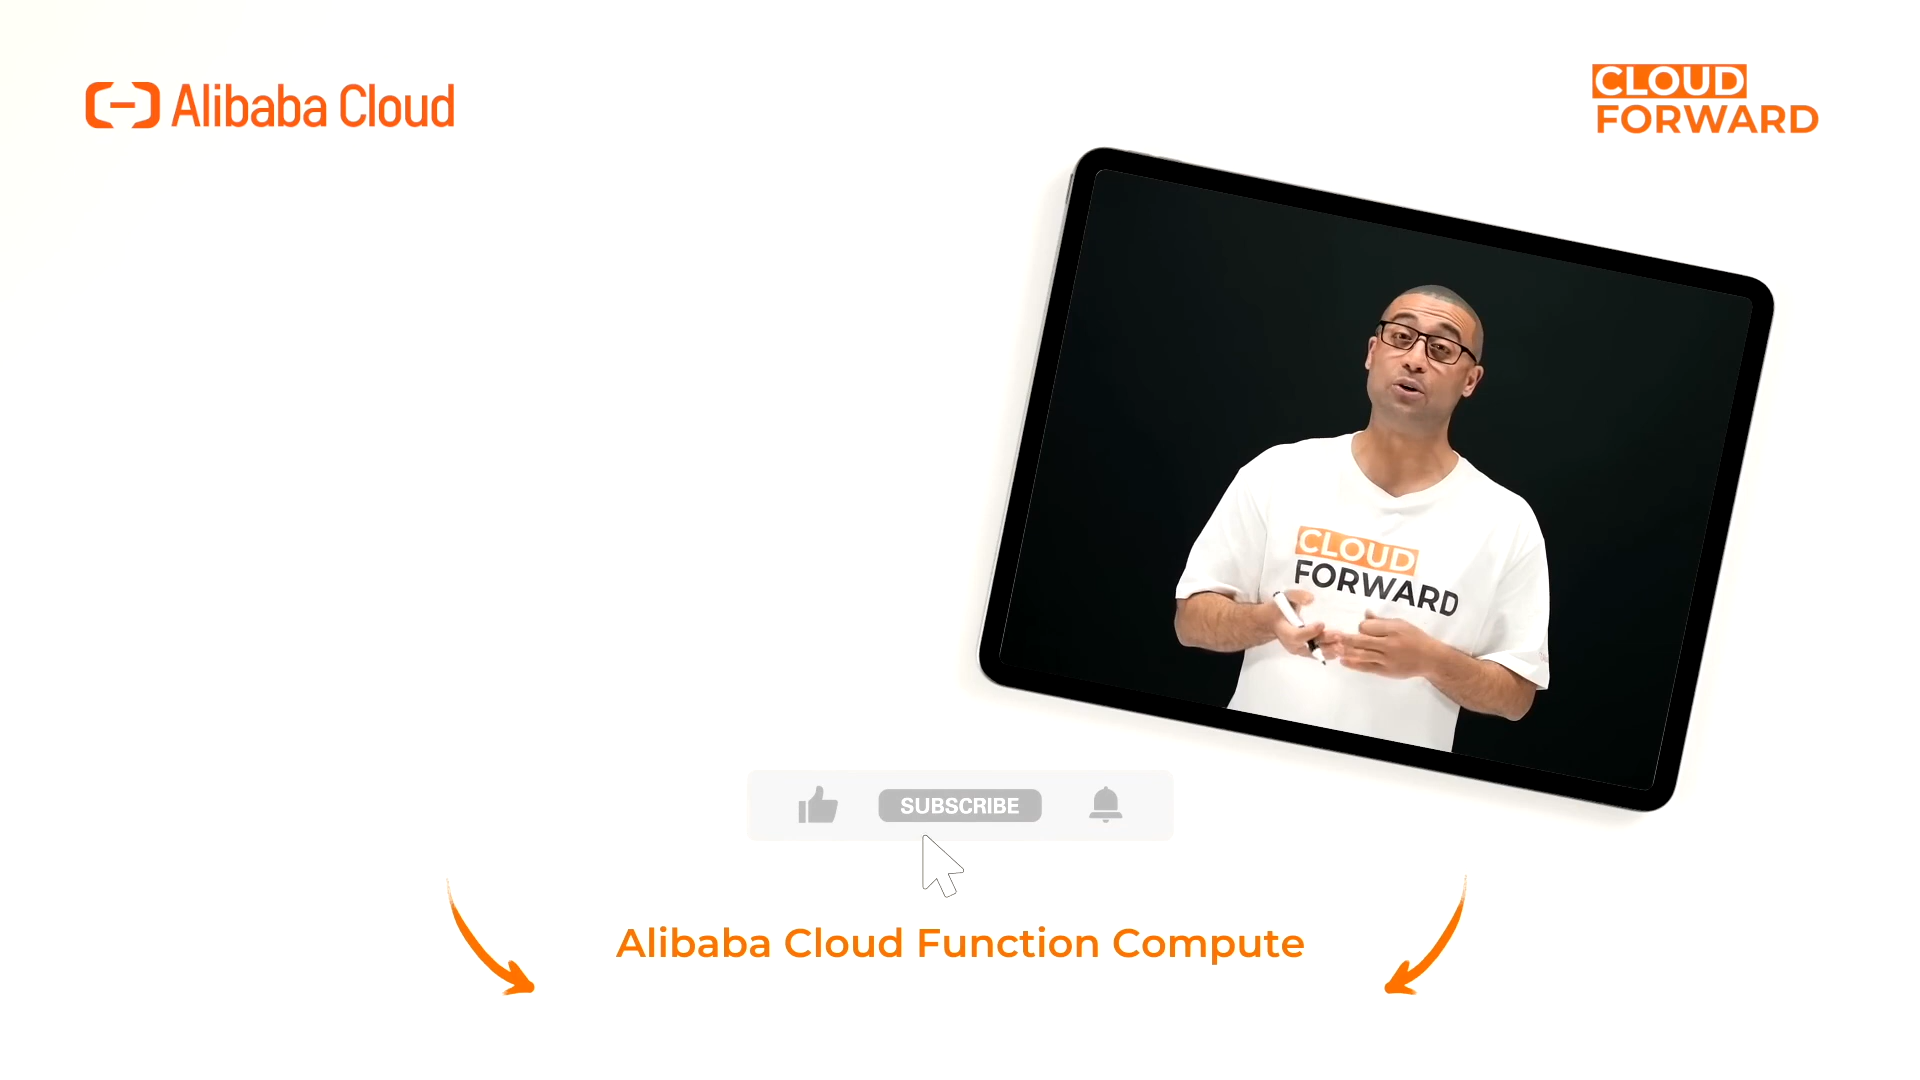 Alibaba Cloud
CLOUD
FORWARD
CLOUD
FORWARD
SUBSCRIBE
Alibaba Cloud Function Compute